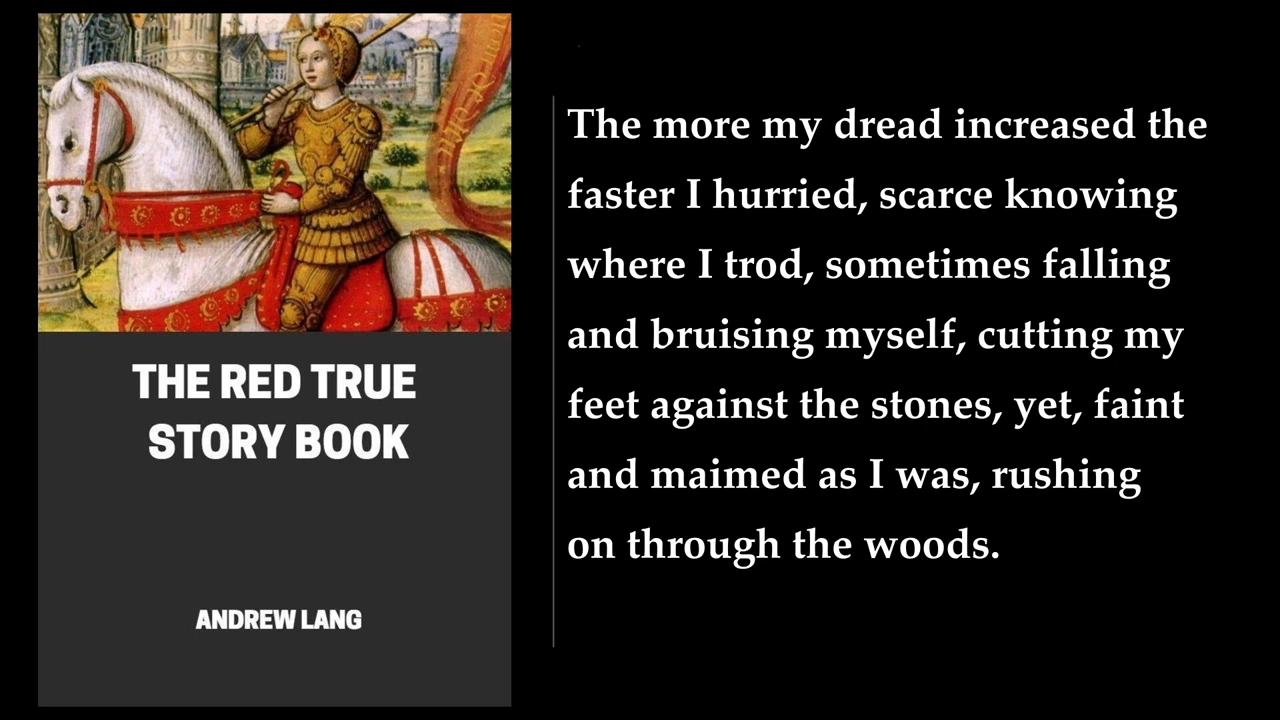 THE RED TRUE
STORY BOOK
ANDREW LANG
The more my dread increased the
faster I hurried, scarce knowing
where I trod, sometimes falling
and bruising myself, cutting my
feet against the stones, yet, faint
and maimed as I was, rushing
on through the woods.